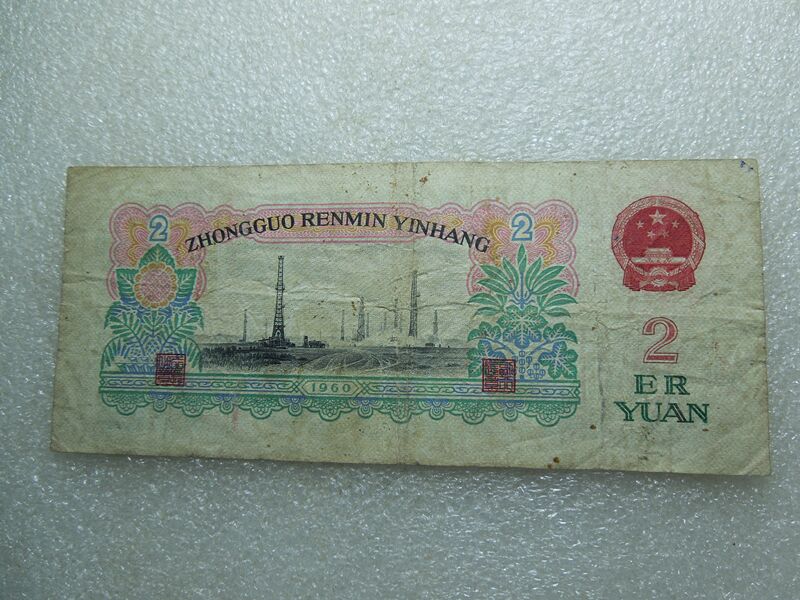 2
2
ZHONGGUO RENMIN YINHANG
1960
2
ER
YUAN